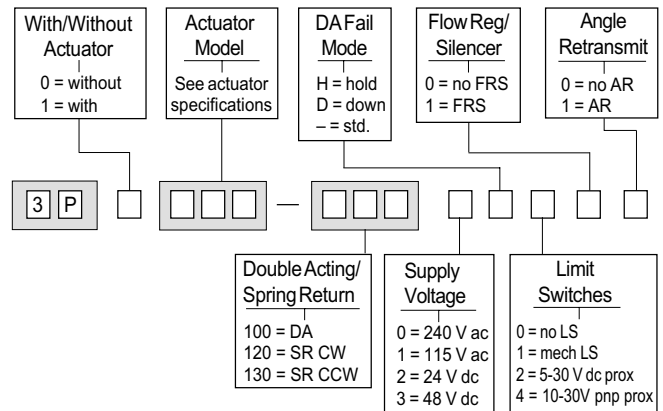 With/Without
Actuator
0 = without
1 = with
Actuator
Model
See actuator
specifications
DA Fail
Mode
H = hold
D = down
– = std.
Flow Reg/
Silencer
0 = no FRS
1 = FRS
Angle
Retransmit
0 = no AR
1 = AR
3 P —
Double Acting/
Spring Return
100 = DA
120 = SR CW
130 = SR CCW
Supply
Voltage
0 = 240 V ac
1 = 115 V ac
2 = 24 V dc
3 = 48 V dc
Limit
Switches
0 = no LS
1 = mech LS
2 = 5-30 V dc prox
4 = 10-30V pnp prox